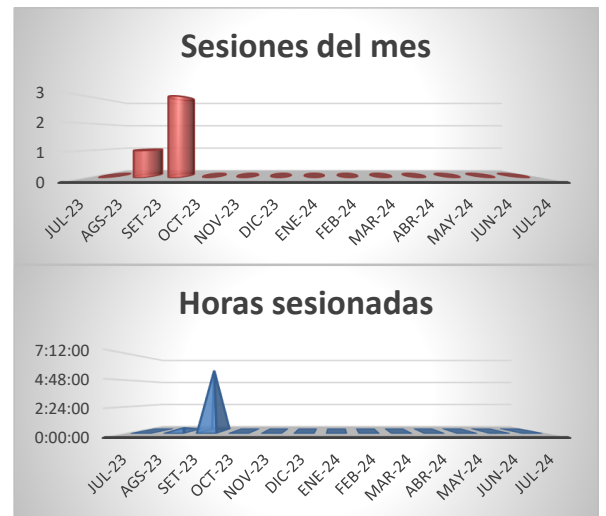 Sesiones del mes
3
2
1
0
JUL-23 AGS-23 SET-23 OCT-23 NOV-23 DIC-23 ENE-24 FEB-24 MAR-24 ABR-24 MAY-24 JUN-24 JUL-24
Horas sesionadas
7:12:00
4:48:00
2:24:00
0:00:00
JUL-23 AGS-23 SET-23 OCT-23 NOV-23 DIC-23 ENE-24 FEB-24 MAR-24 ABR-24 MAY-24 JUN-24 JUL-24